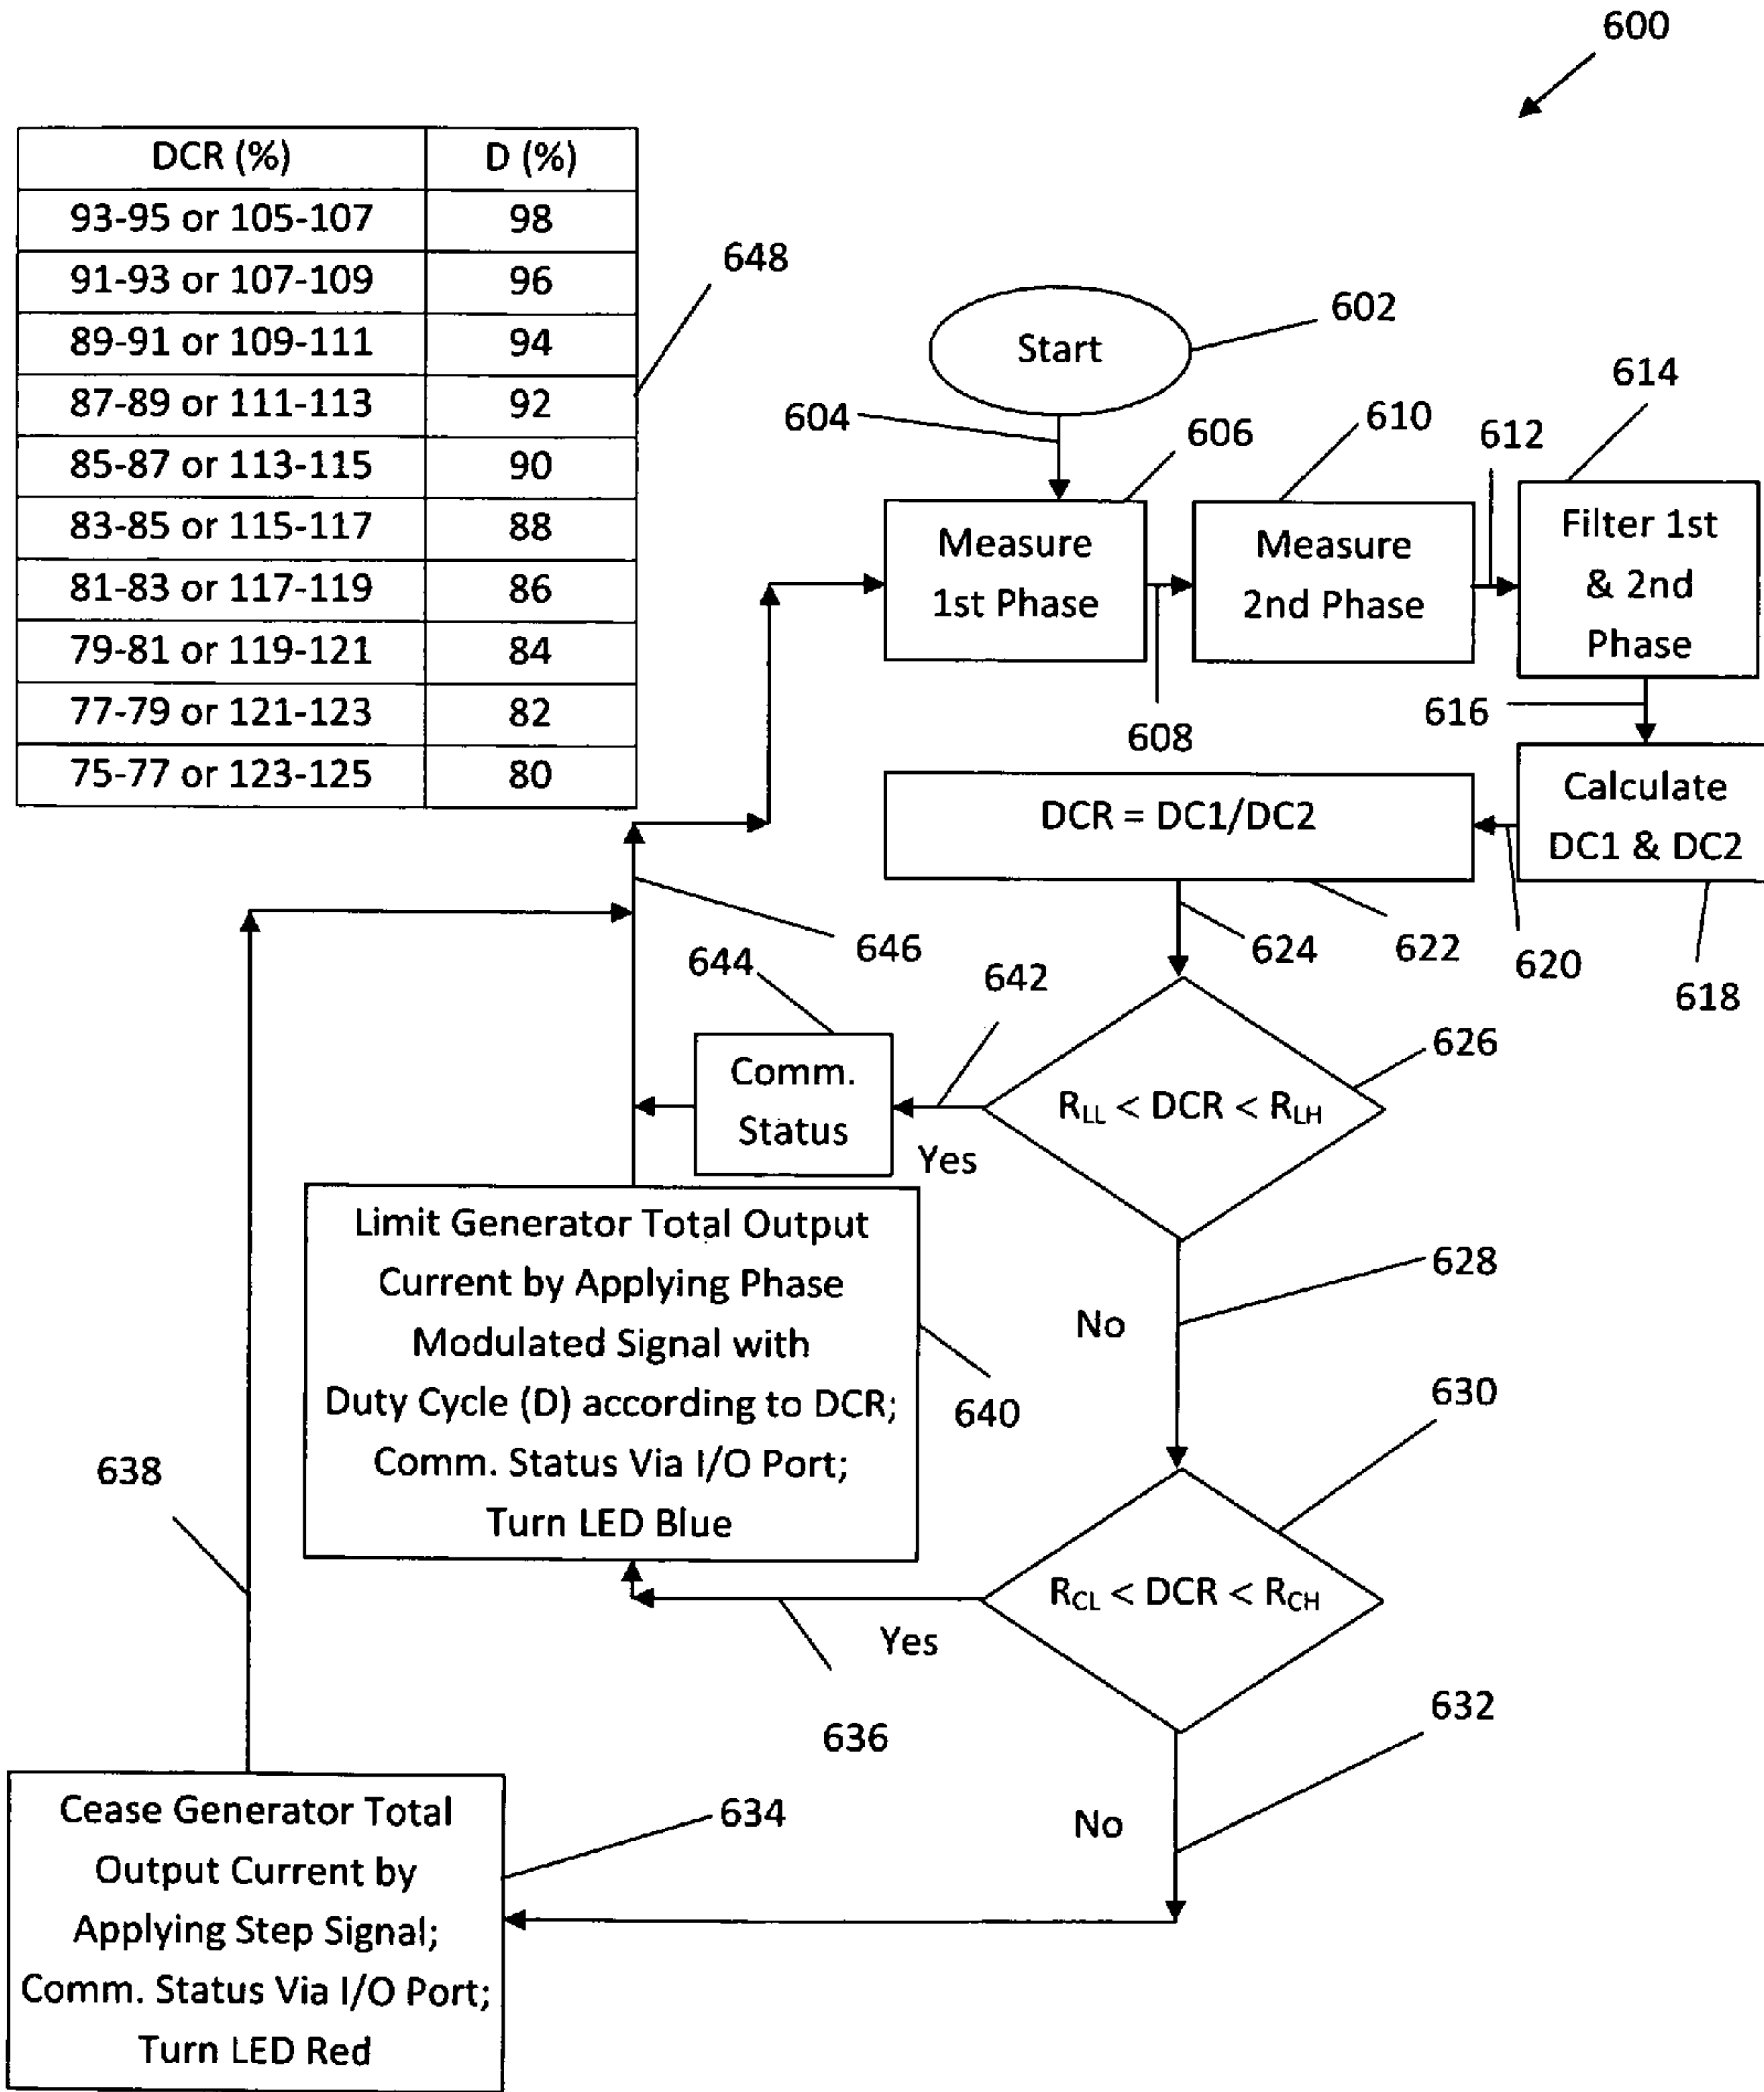 600
DCR (%) D (%)
93-95 or 105-107 98
91-93 or 107-109 96
89-91 or 109-111 94
87-89 or 111-113 92
85-87 or 113-115 90
83-85 or 115-117 88
81-83 or 117-119 86
79-81 or 119-121 84
77-79 or 121-123 82
75-77 or 123-125 80
648
Start
602
604
606
610
612
614
Measure
1st Phase
Measure
2nd Phase
Filter 1st
& 2nd
Phase
608
616
DCR = DC1/DC2
Calculate
DC1 & DC2
646
624
622
620
618
644
642
626
Comm.
Status
R_LL < DCR < R_LH
Yes
Limit Generator Total Output
Current by Applying Phase
Modulated Signal with
Duty Cycle (D) according to DCR;
Comm. Status Via I/O Port;
Turn LED Blue
628
No
640
630
638
R_CL < DCR < R_CH
Yes
636
632
Cease Generator Total
Output Current by
Applying Step Signal;
Comm. Status Via I/O Port;
Turn LED Red
634
No